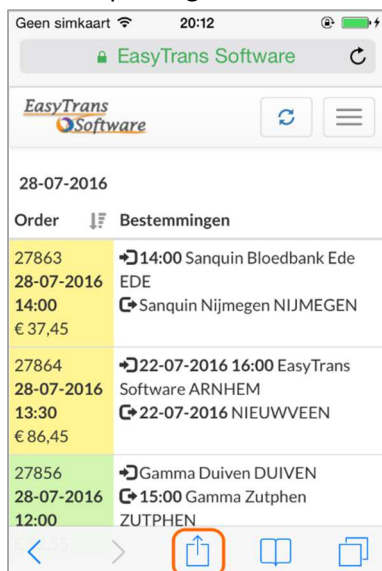 Geen simkaart 20:12
EasyTrans Software
EasyTrans
Software
28-07-2016
Order Bestemmingen
27863
28-07-2016
14:00
€ 37,45
14:00 Sanquin Bloedbank Ede
EDE
Sanquin Nijmegen NIJMEGEN
27864
28-07-2016
13:30
€ 86,45
22-07-2016 16:00 EasyTrans
Software ARNHEM
22-07-2016 NIEUWVEEN
27856
28-07-2016
12:00
Gamma Duiven DUIVEN
15:00 Gamma Zutphen
ZUTPHEN